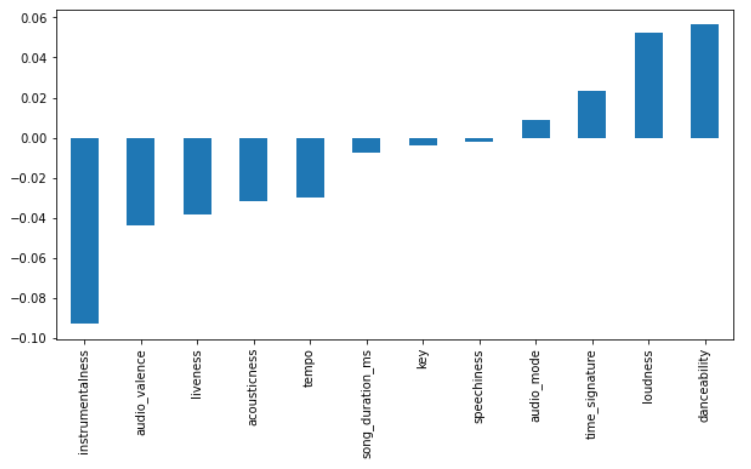 0.06
0.04
0.02
0.00
−0.02
−0.04
−0.06
−0.08
−0.10
instrumentalness
audio_valence
liveness
acousticness
tempo
song_duration_ms
key
speechiness
audio_mode
time_signature
loudness
danceability